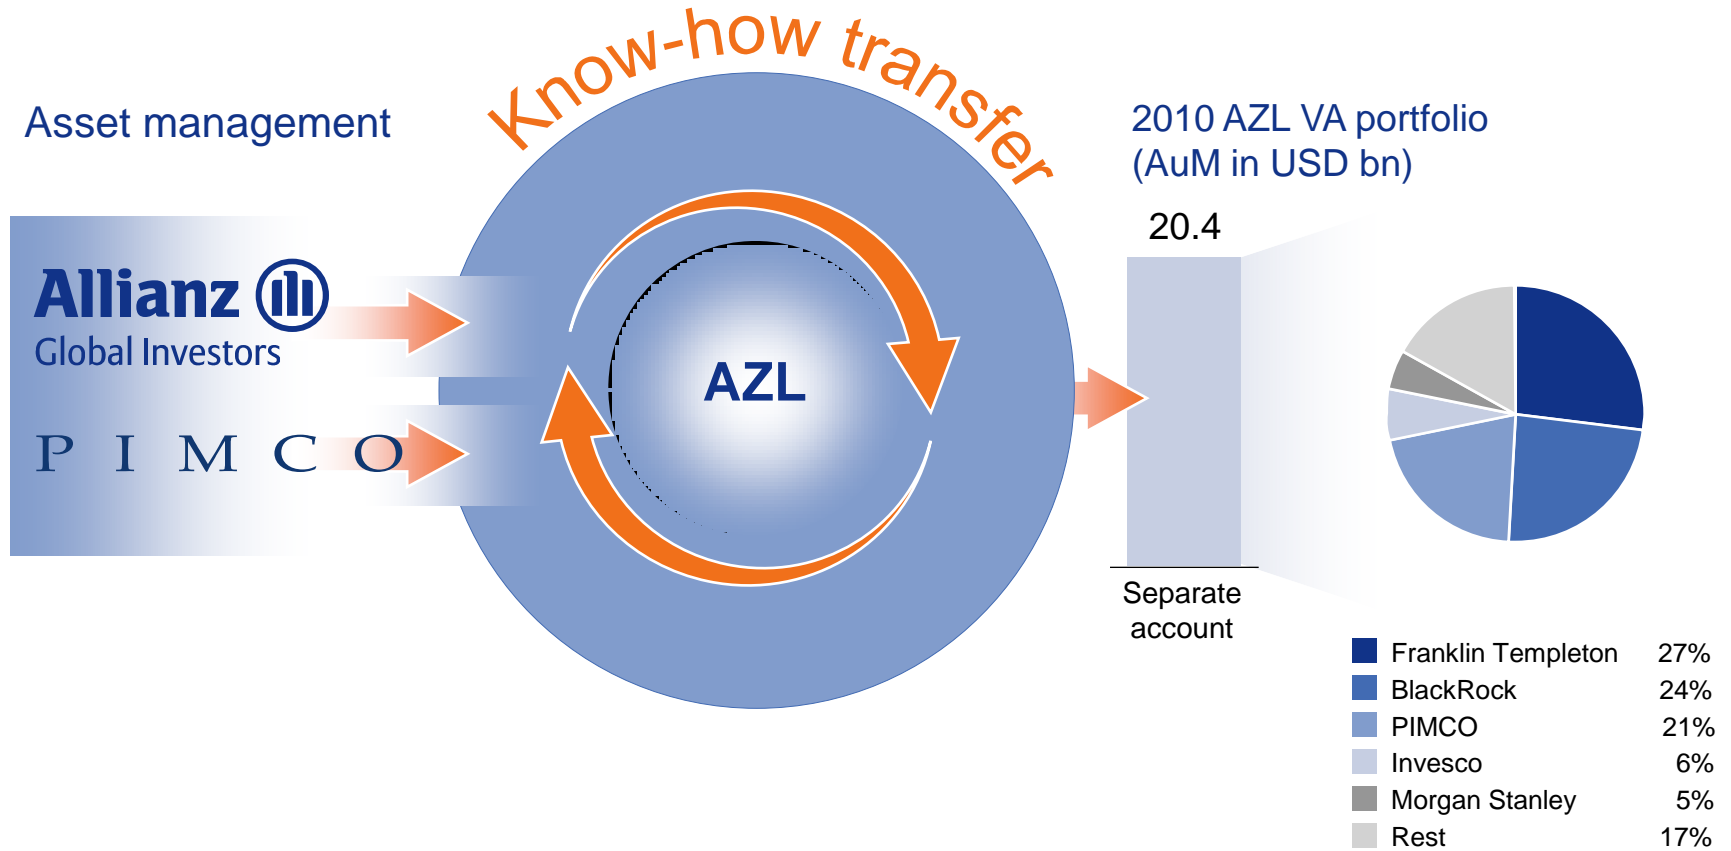 Know-how transfer
Asset management
Allianz
Global Investors
PIMCO
AZL
2010 AZL VA portfolio
(AuM in USD bn)
20.4
Separate
account
Franklin Templeton 27%
BlackRock 24%
PIMCO 21%
Invesco 6%
Morgan Stanley 5%
Rest 17%